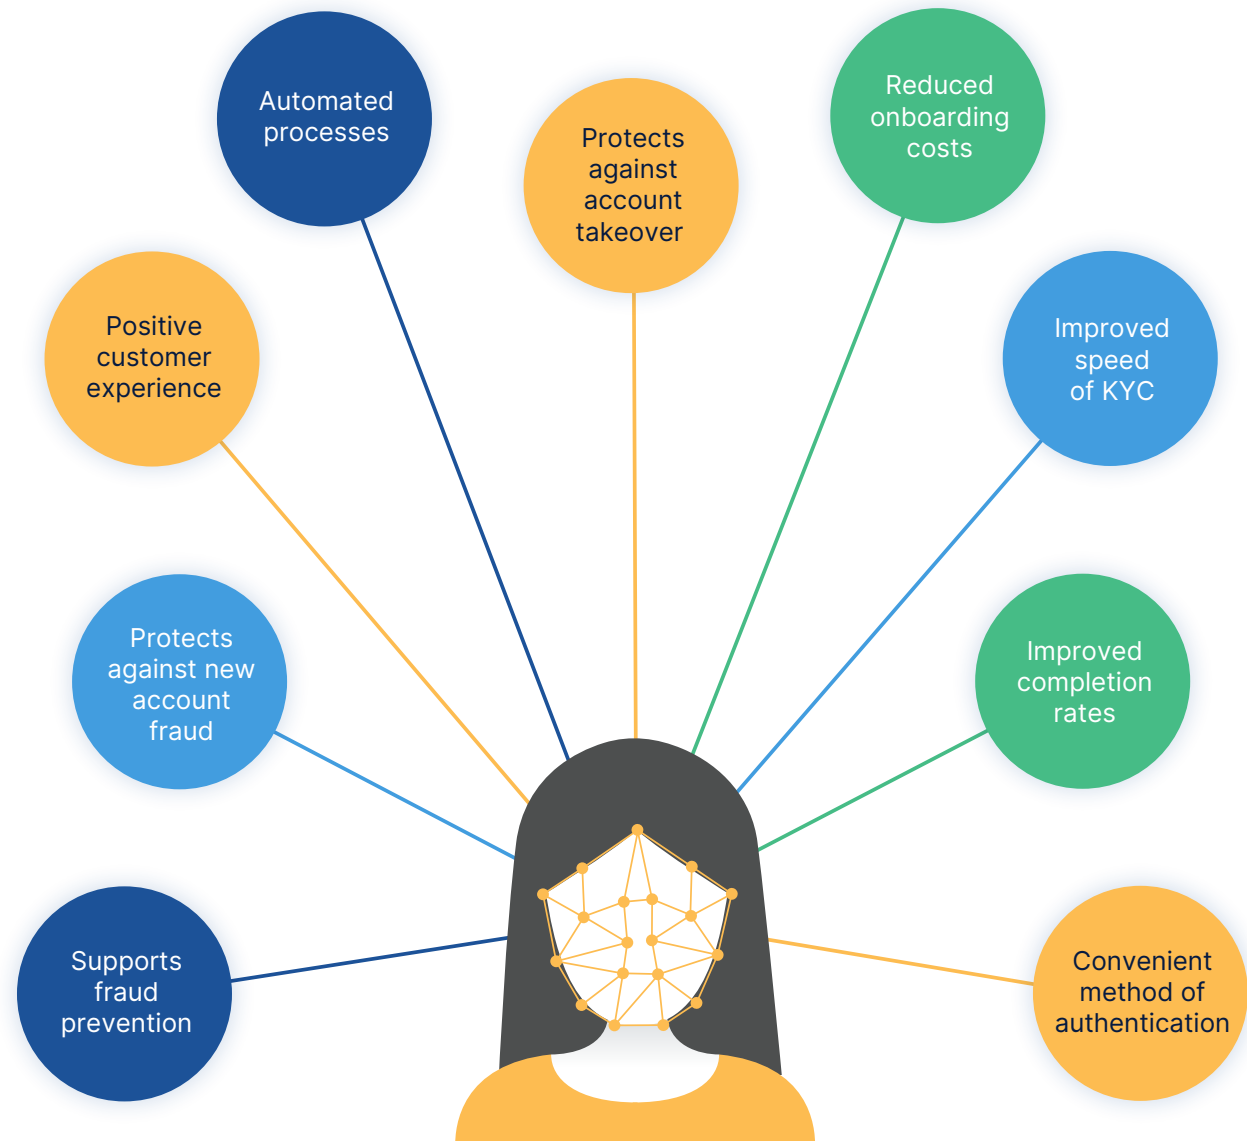 Automated
processes
Protects
against
account
takeover
Reduced
onboarding
costs
Positive
customer
experience
Improved
speed
of KYC
Protects
against new
account
fraud
Improved
completion
rates
Supports
fraud
prevention
Convenient
method of
authentication